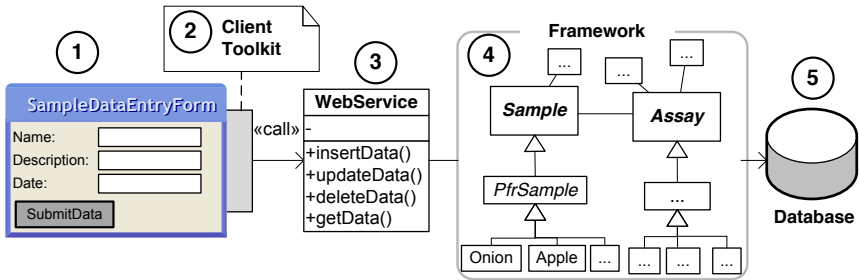 1
2
Client
Toolkit
3
4
Framework
5
SampleDataEntryForm
Name:
Description:
Date:
SubmitData
«call»
WebService
-
+insertData()
+updateData()
+deleteData()
+getData()
...
...
...
Sample
Assay
PfrSample
...
Onion
Apple
...
...
...
...
Database